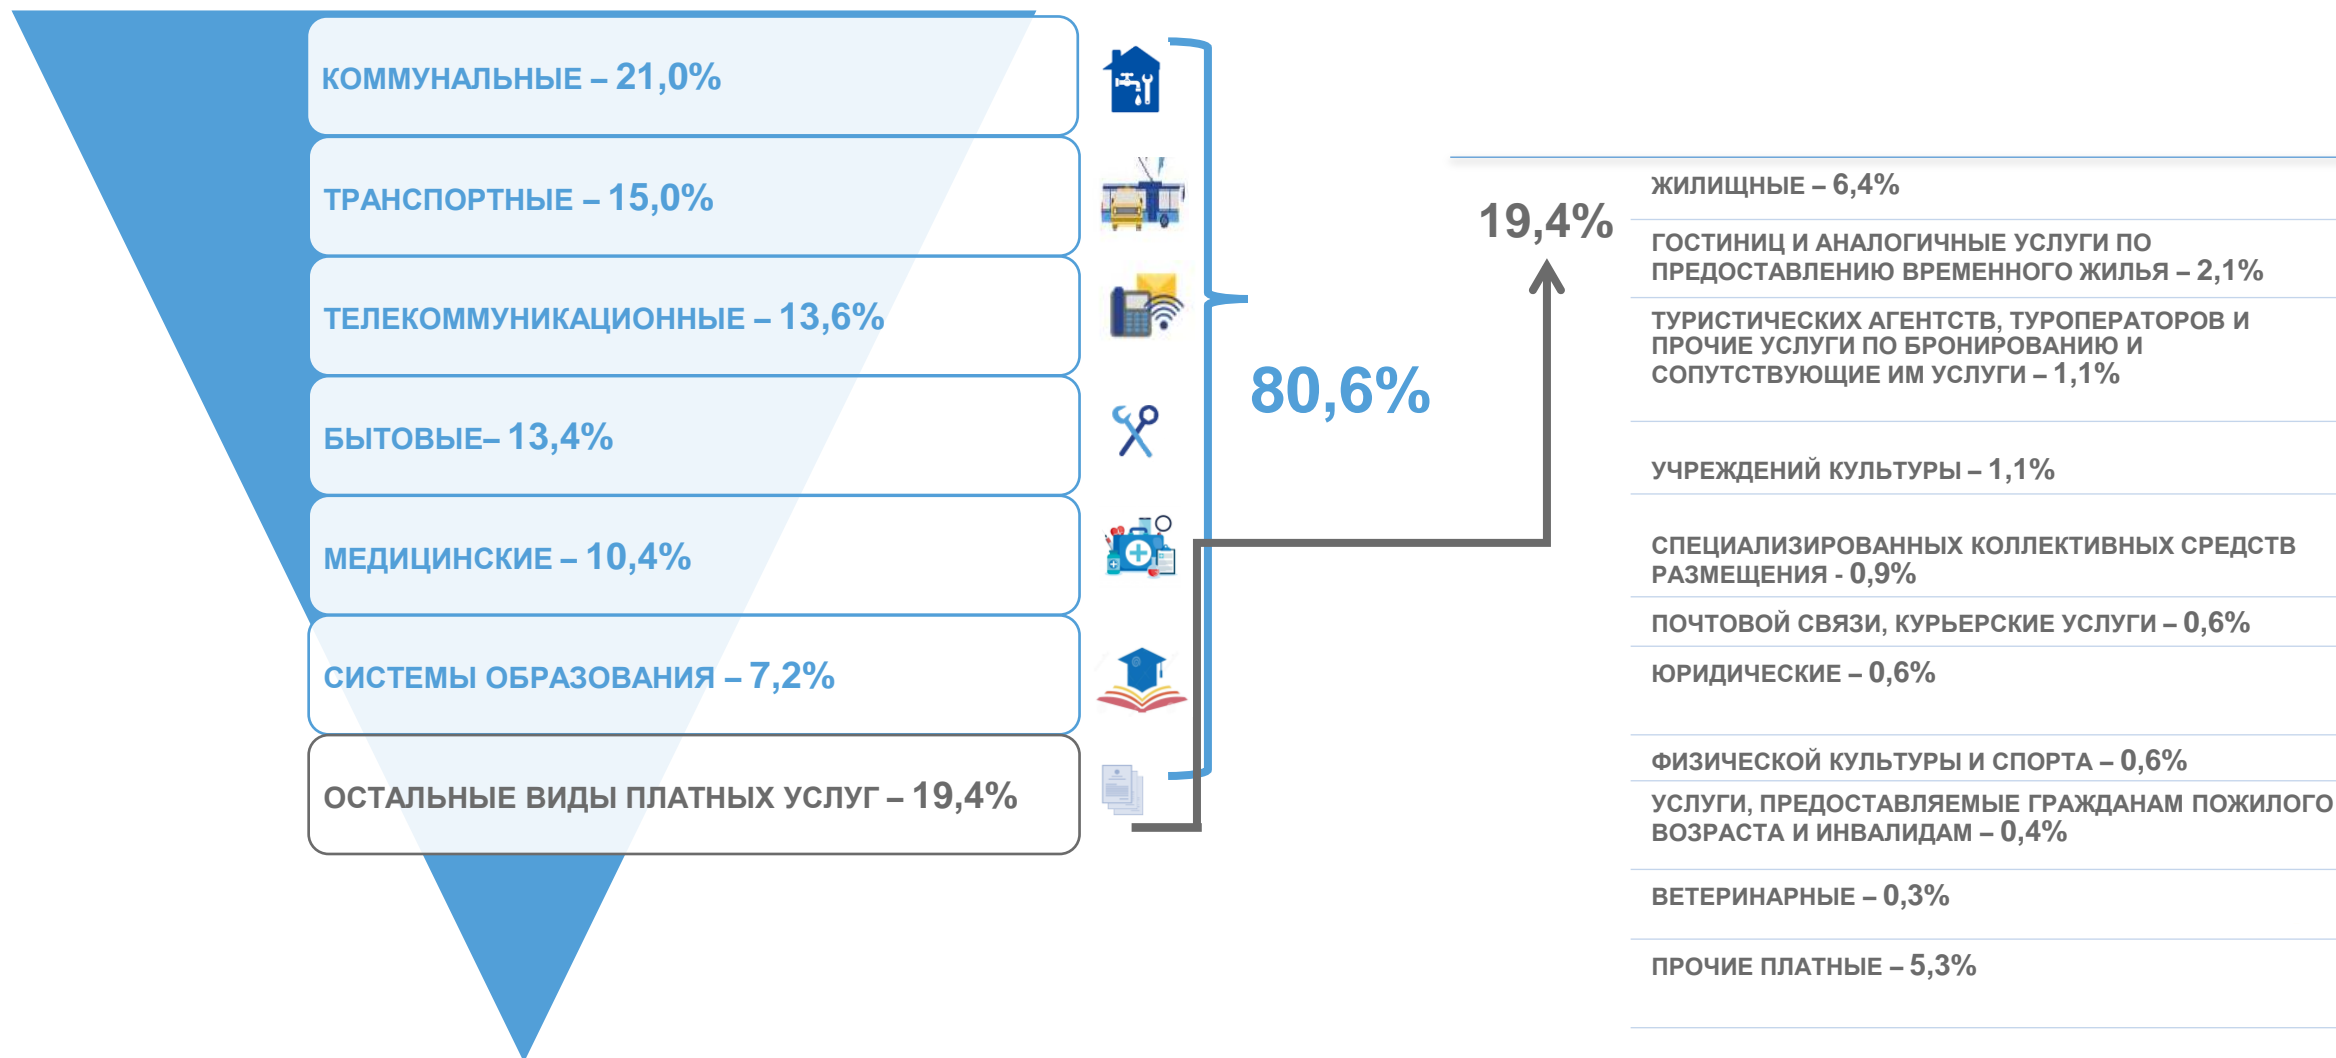 КОММУНАЛЬНЫЕ – 21,0%
ТРАНСПОРТНЫЕ – 15,0%
ТЕЛЕКОММУНИКАЦИОННЫЕ – 13,6%
БЫТОВЫЕ– 13,4%
МЕДИЦИНСКИЕ – 10,4%
СИСТЕМЫ ОБРАЗОВАНИЯ – 7,2%
ОСТАЛЬНЫЕ ВИДЫ ПЛАТНЫХ УСЛУГ – 19,4%
80,6%
19,4%
ЖИЛИЩНЫЕ – 6,4%
ГОСТИНИЦ И АНАЛОГИЧНЫЕ УСЛУГИ ПО
ПРЕДОСТАВЛЕНИЮ ВРЕМЕННОГО ЖИЛЬЯ – 2,1%
ТУРИСТИЧЕСКИХ АГЕНТСТВ, ТУРОПЕРАТОРОВ И
ПРОЧИЕ УСЛУГИ ПО БРОНИРОВАНИЮ И
СОПУТСТВУЮЩИЕ ИМ УСЛУГИ – 1,1%
УЧРЕЖДЕНИЙ КУЛЬТУРЫ – 1,1%
СПЕЦИАЛИЗИРОВАННЫХ КОЛЛЕКТИВНЫХ СРЕДСТВ
РАЗМЕЩЕНИЯ - 0,9%
ПОЧТОВОЙ СВЯЗИ, КУРЬЕРСКИЕ УСЛУГИ – 0,6%
ЮРИДИЧЕСКИЕ – 0,6%
ФИЗИЧЕСКОЙ КУЛЬТУРЫ И СПОРТА – 0,6%
УСЛУГИ, ПРЕДОСТАВЛЯЕМЫЕ ГРАЖДАНАМ ПОЖИЛОГО
ВОЗРАСТА И ИНВАЛИДАМ – 0,4%
ВЕТЕРИНАРНЫЕ – 0,3%
ПРОЧИЕ ПЛАТНЫЕ – 5,3%